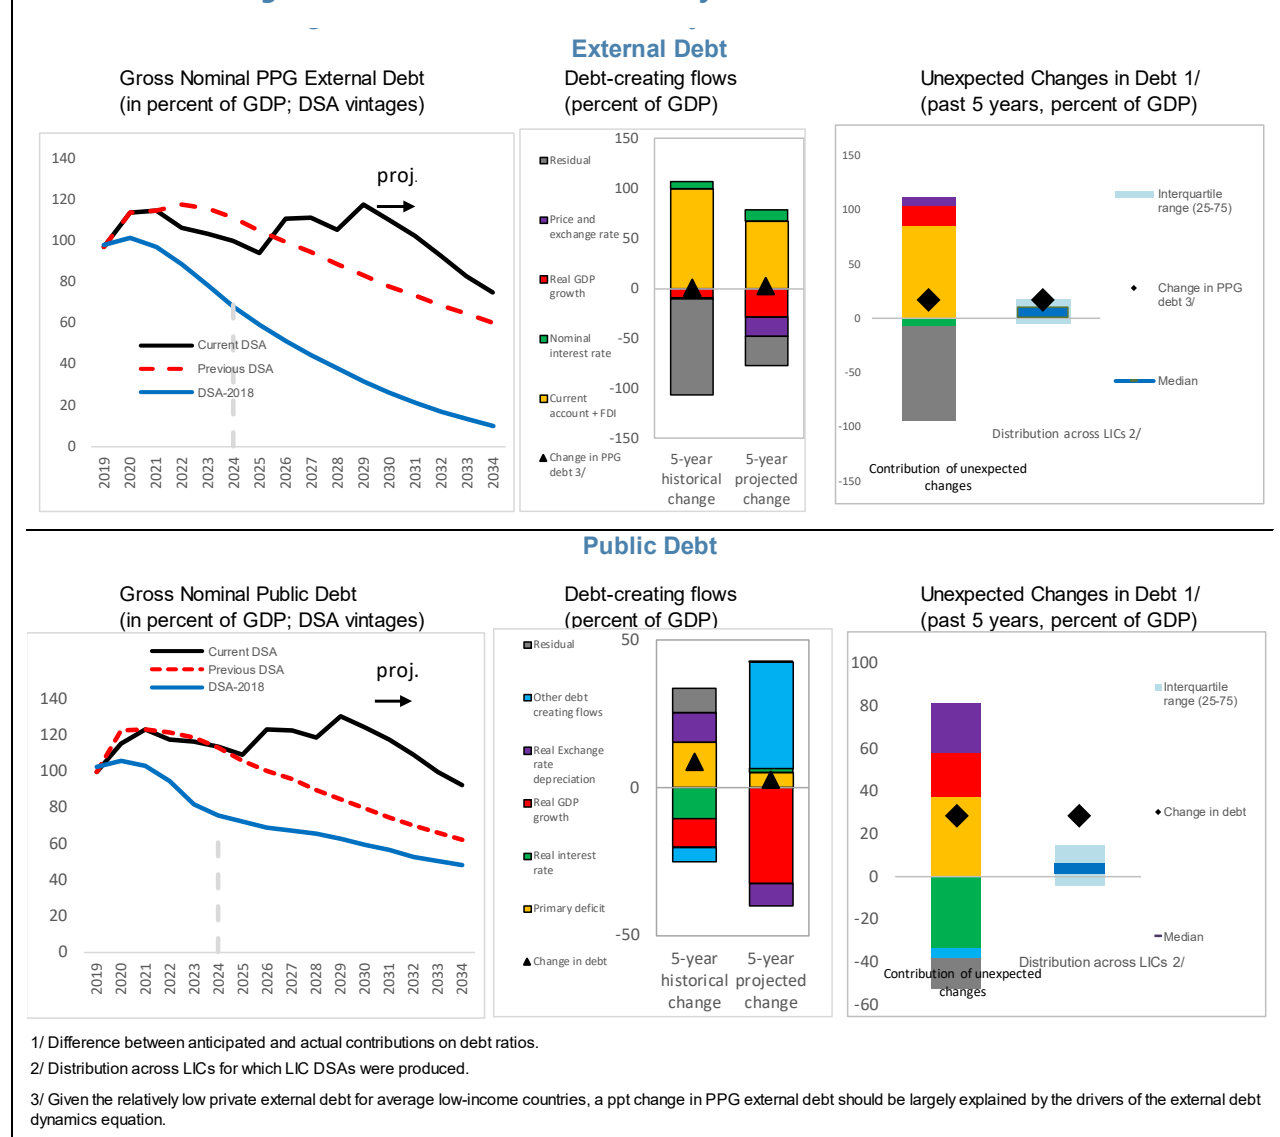 External Debt
Gross Nominal PPG External Debt
(in percent of GDP; DSA vintages)
140
120
100
80
60
40
20
0
proj.
Current DSA
Previous DSA
DSA-2018
2019 2020 2021 2022 2023 2024 2025 2026 2027 2028 2029 2030 2031 2032 2033 2034
Debt-creating flows
(percent of GDP)
Residual
Price and
exchange rate
Real GDP
growth
Nominal
interest rate
Current
account + FDI
Change in PPG
debt 3/
150
100
50
0
-50
-100
-150
5-year
historical
change
5-year
projected
change
Unexpected Changes in Debt 1/
(past 5 years, percent of GDP)
150
100
50
0
-50
-100
-150
Interquartile
range (25-75)
Change in PPG
debt 3/
Median
Distribution across LICs 2/
Contribution of unexpected
changes
Public Debt
Gross Nominal Public Debt
(in percent of GDP; DSA vintages)
Current DSA
Previous DSA
DSA-2018
proj.
140
120
100
80
60
40
20
0
2019 2020 2021 2022 2023 2024 2025 2026 2027 2028 2029 2030 2031 2032 2033 2034
Debt-creating flows
(percent of GDP)
Residual
Other debt
creating flows
Real Exchange
rate
depreciation
Real GDP
growth
Real interest
rate
Primary deficit
Change in debt
50
0
-50
5-year
historical
change
5-year
projected
change
Unexpected Changes in Debt 1/
(past 5 years, percent of GDP)
100
80
60
40
20
0
-20
-40
-60
Interquartile
range (25-75)
Change in debt
Median
Distribution across LICs 2/
Contribution of unexpected
changes
1/ Difference between anticipated and actual contributions on debt ratios.
2/ Distribution across LICs for which LIC DSAs were produced.
3/ Given the relatively low private external debt for average low-income countries, a ppt change in PPG external debt should be largely explained by the drivers of the external debt
dynamics equation.